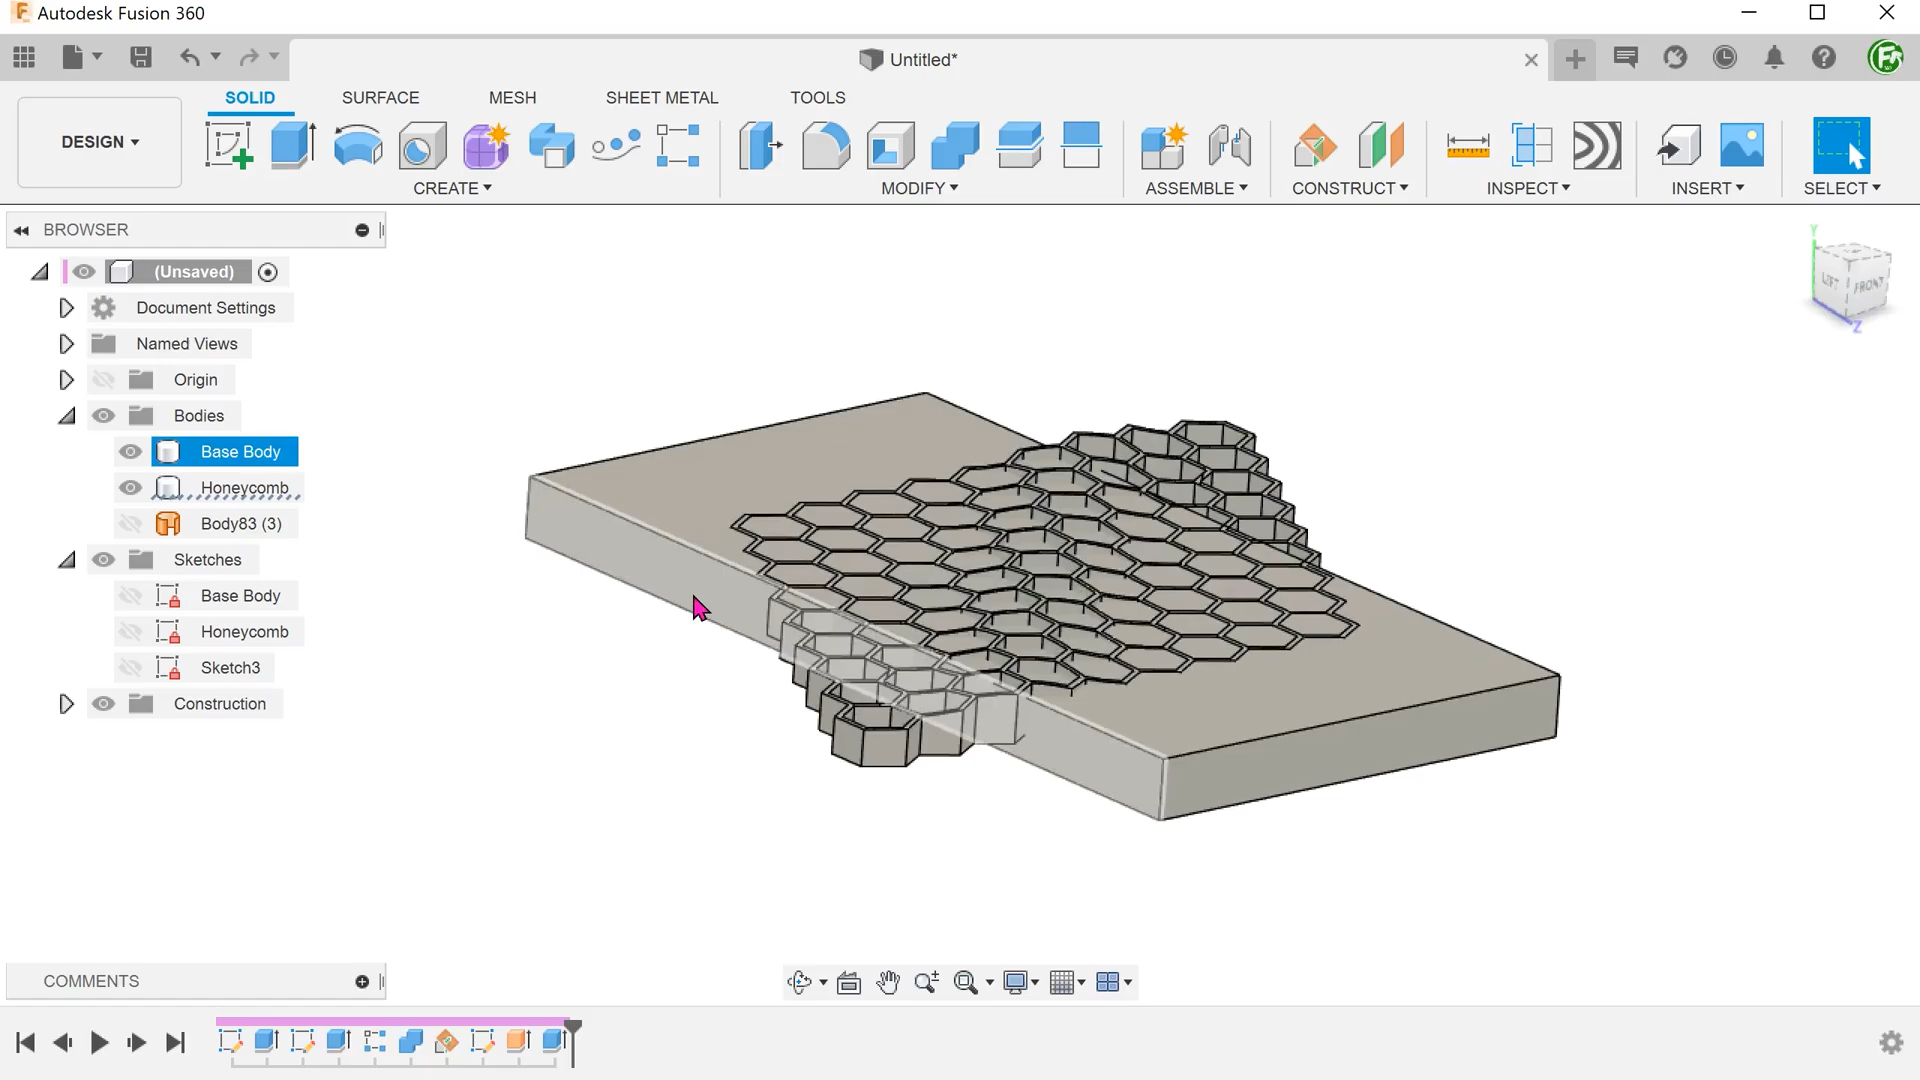 Autodesk Fusion 360
Untitled*
SOLID SURFACE MESH SHEET METAL TOOLS
DESIGN
CREATE MODIFY ASSEMBLE CONSTRUCT INSPECT INSERT SELECT
BROWSER
(Unsaved)
Document Settings
Named Views
Origin
Bodies
Base Body
Honeycomb
Body83 (3)
Sketches
Base Body
Honeycomb
Sketch3
Construction
Y
LEFT FRONT
Z
COMMENTS